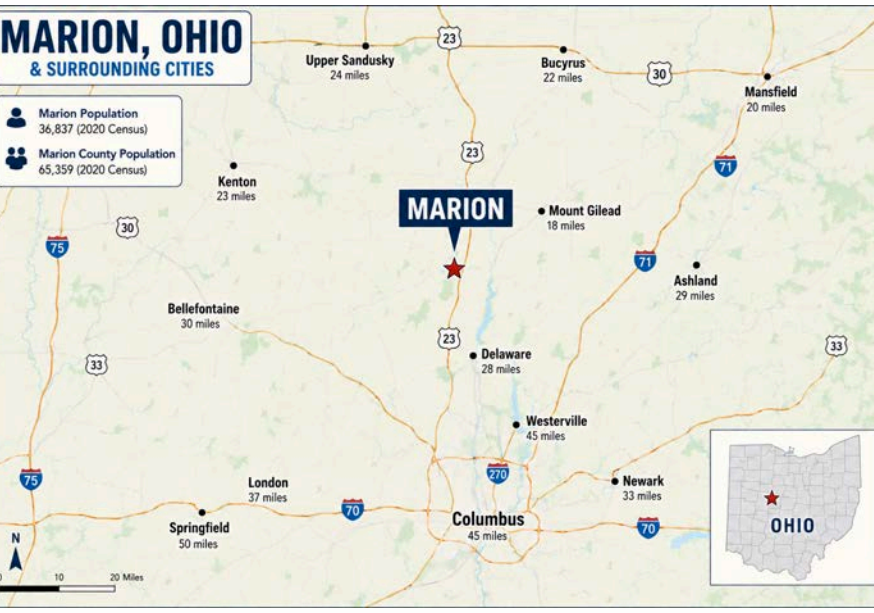 MARION, OHIO
& SURROUNDING CITIES
Marion Population
36,837 (2020 Census)
Marion County Population
65,359 (2020 Census)
23
Upper Sandusky
24 miles
Bucyrus
22 miles
30
Mansfield
20 miles
23
71
Kenton
23 miles
MARION
Mount Gilead
18 miles
30
75
71
Ashland
29 miles
Bellefontaine
30 miles
23
33
Delaware
28 miles
33
Westerville
45 miles
75
London
37 miles
270
Newark
33 miles
70
Springfield
50 miles
Columbus
45 miles
70
OHIO
N
0 10 20 Miles